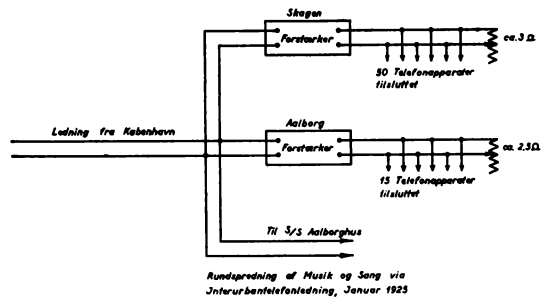 Skagen
Forstærker
ca. 3 Ω
50 Telefonapparater
tilsluttet
Ledning fra København
Aalborg
Forstærker
ca. 2,5 Ω.
15 Telefonapparater
tilsluttet
Til S/S Aalborghus
Rundspredning af Musik og Sang via
Interurbantelefonledning, Januar 1925